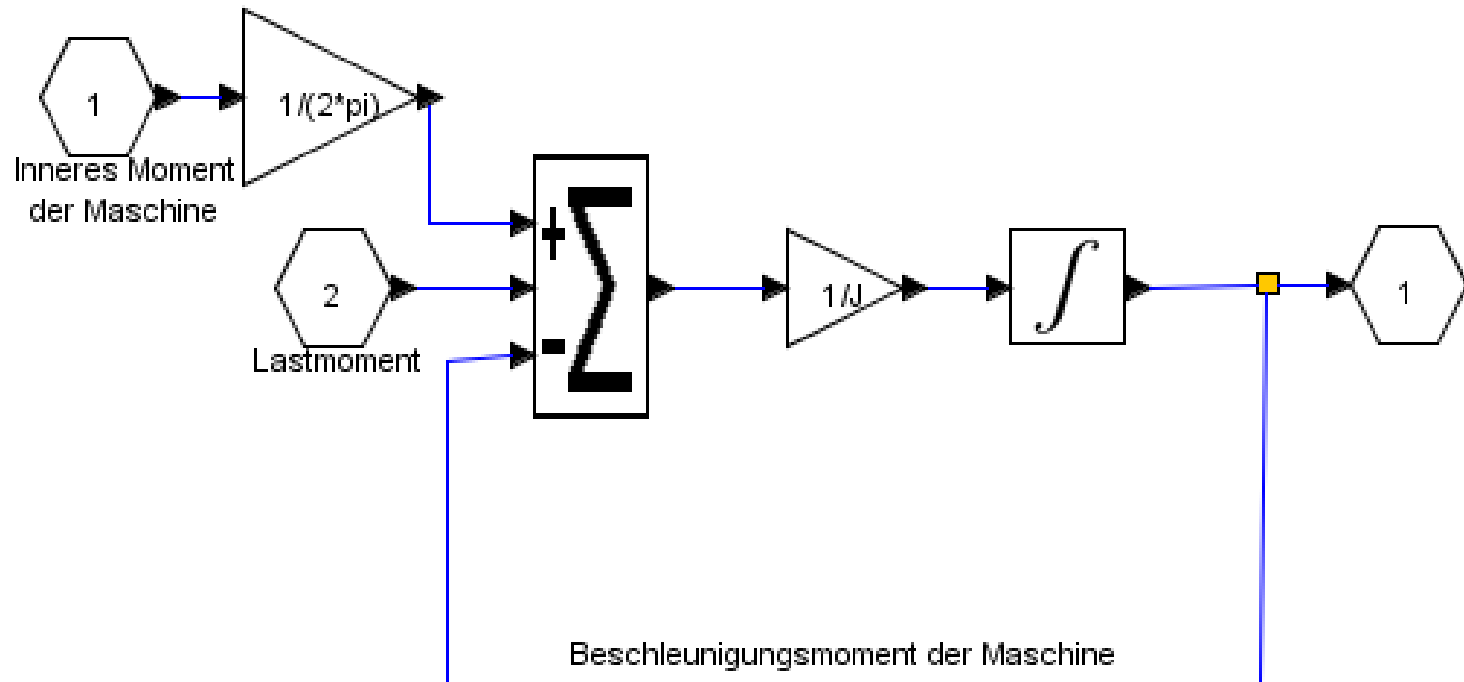 1
1/(2*pi)
Inneres Moment
der Maschine
+
2
Lastmoment
-
Σ
1/J
∫
1
Beschleunigungsmoment der Maschine